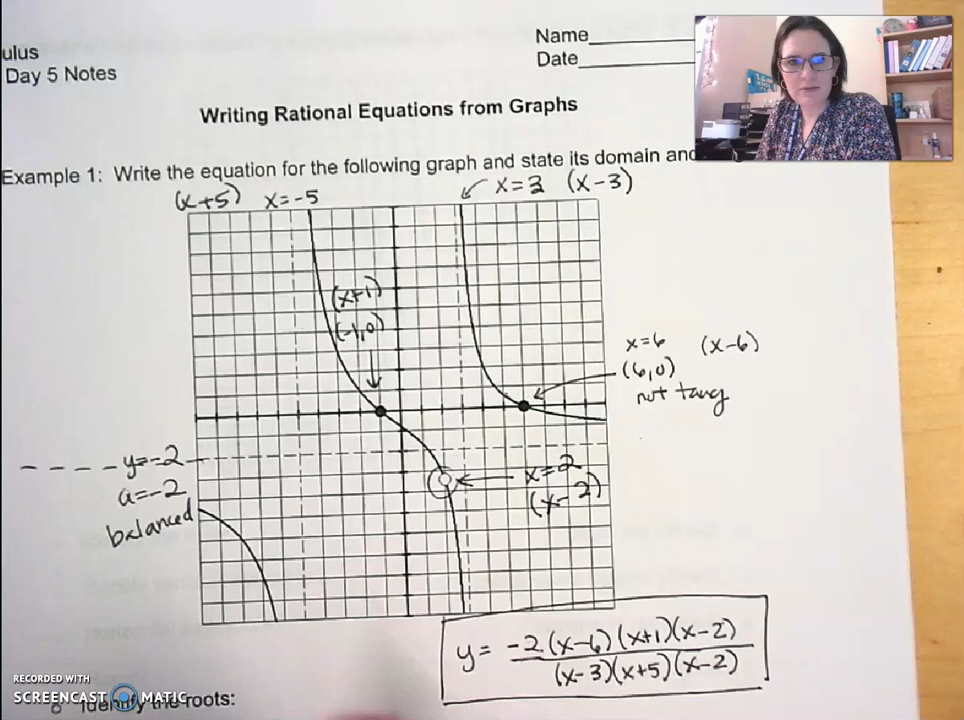 ulus
Name
Day 5 Notes
Date
Writing Rational Equations from Graphs
Example 1: Write the equation for the following graph and state its domain and
(x+5) x=-5
x=3 (x-3)
(x+1)
(-1,0)
x=6 (x-6)
(6,0)
not tang
y=-2
a=-2
balanced
x=2
(x-2)
y = -2(x-6)(x+1)(x-2)
(x-3)(x+5)(x-2)
RECORDED WITH
SCREENCAST MATIC
Identify the roots: